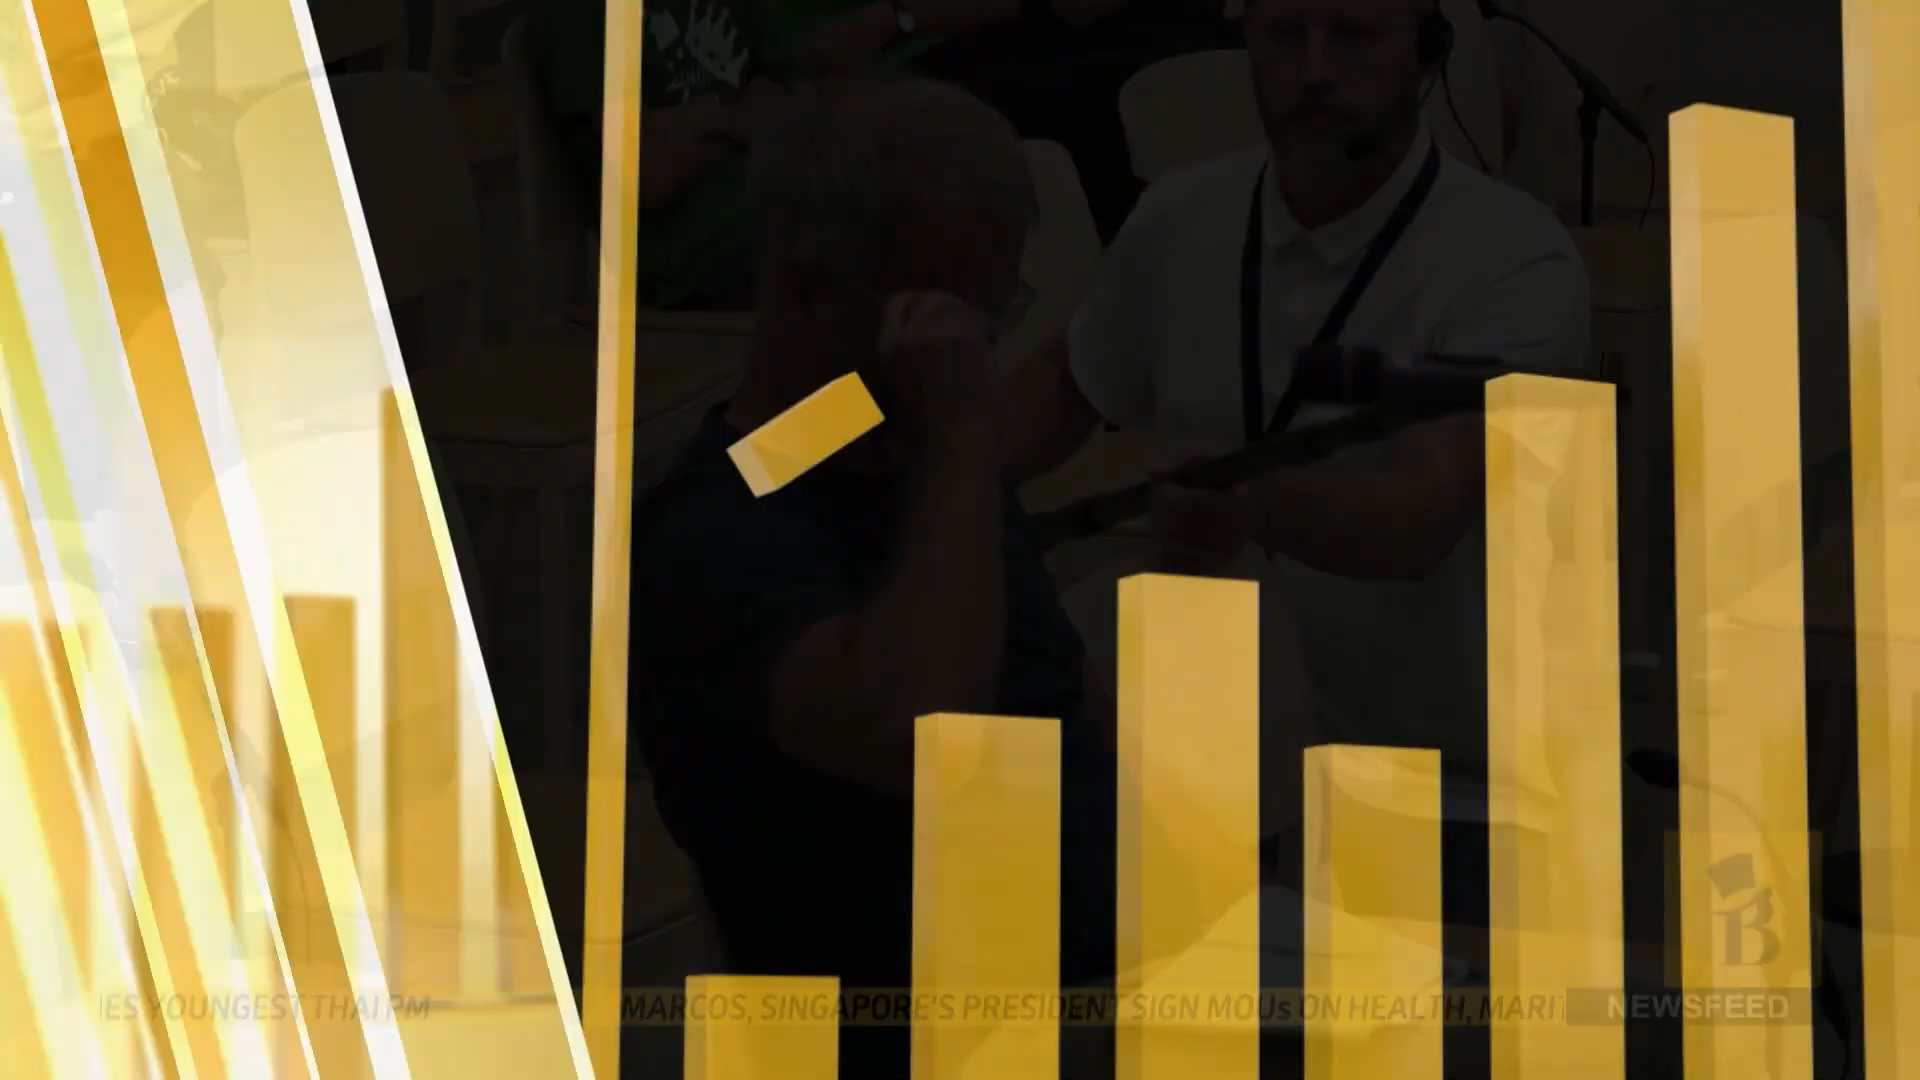 ES YOUNGEST THAI PM MARCOS, SINGAPORE'S PRESIDENT SIGN MOUs ON HEALTH, MARIT
B
NEWSFEED